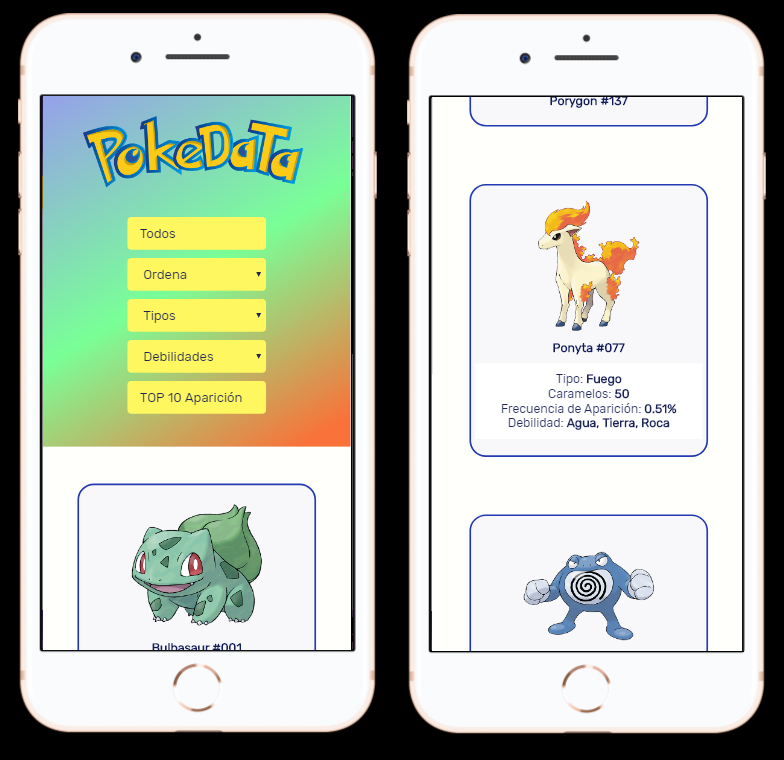 PokeDaTa
Todos
Ordena
Tipos
Debilidades
TOP 10 Aparición
Bulbasaur #001
Porygon #137
Ponyta #077
Tipo: Fuego
Caramelos: 50
Frecuencia de Aparición: 0.51%
Debilidad: Agua, Tierra, Roca